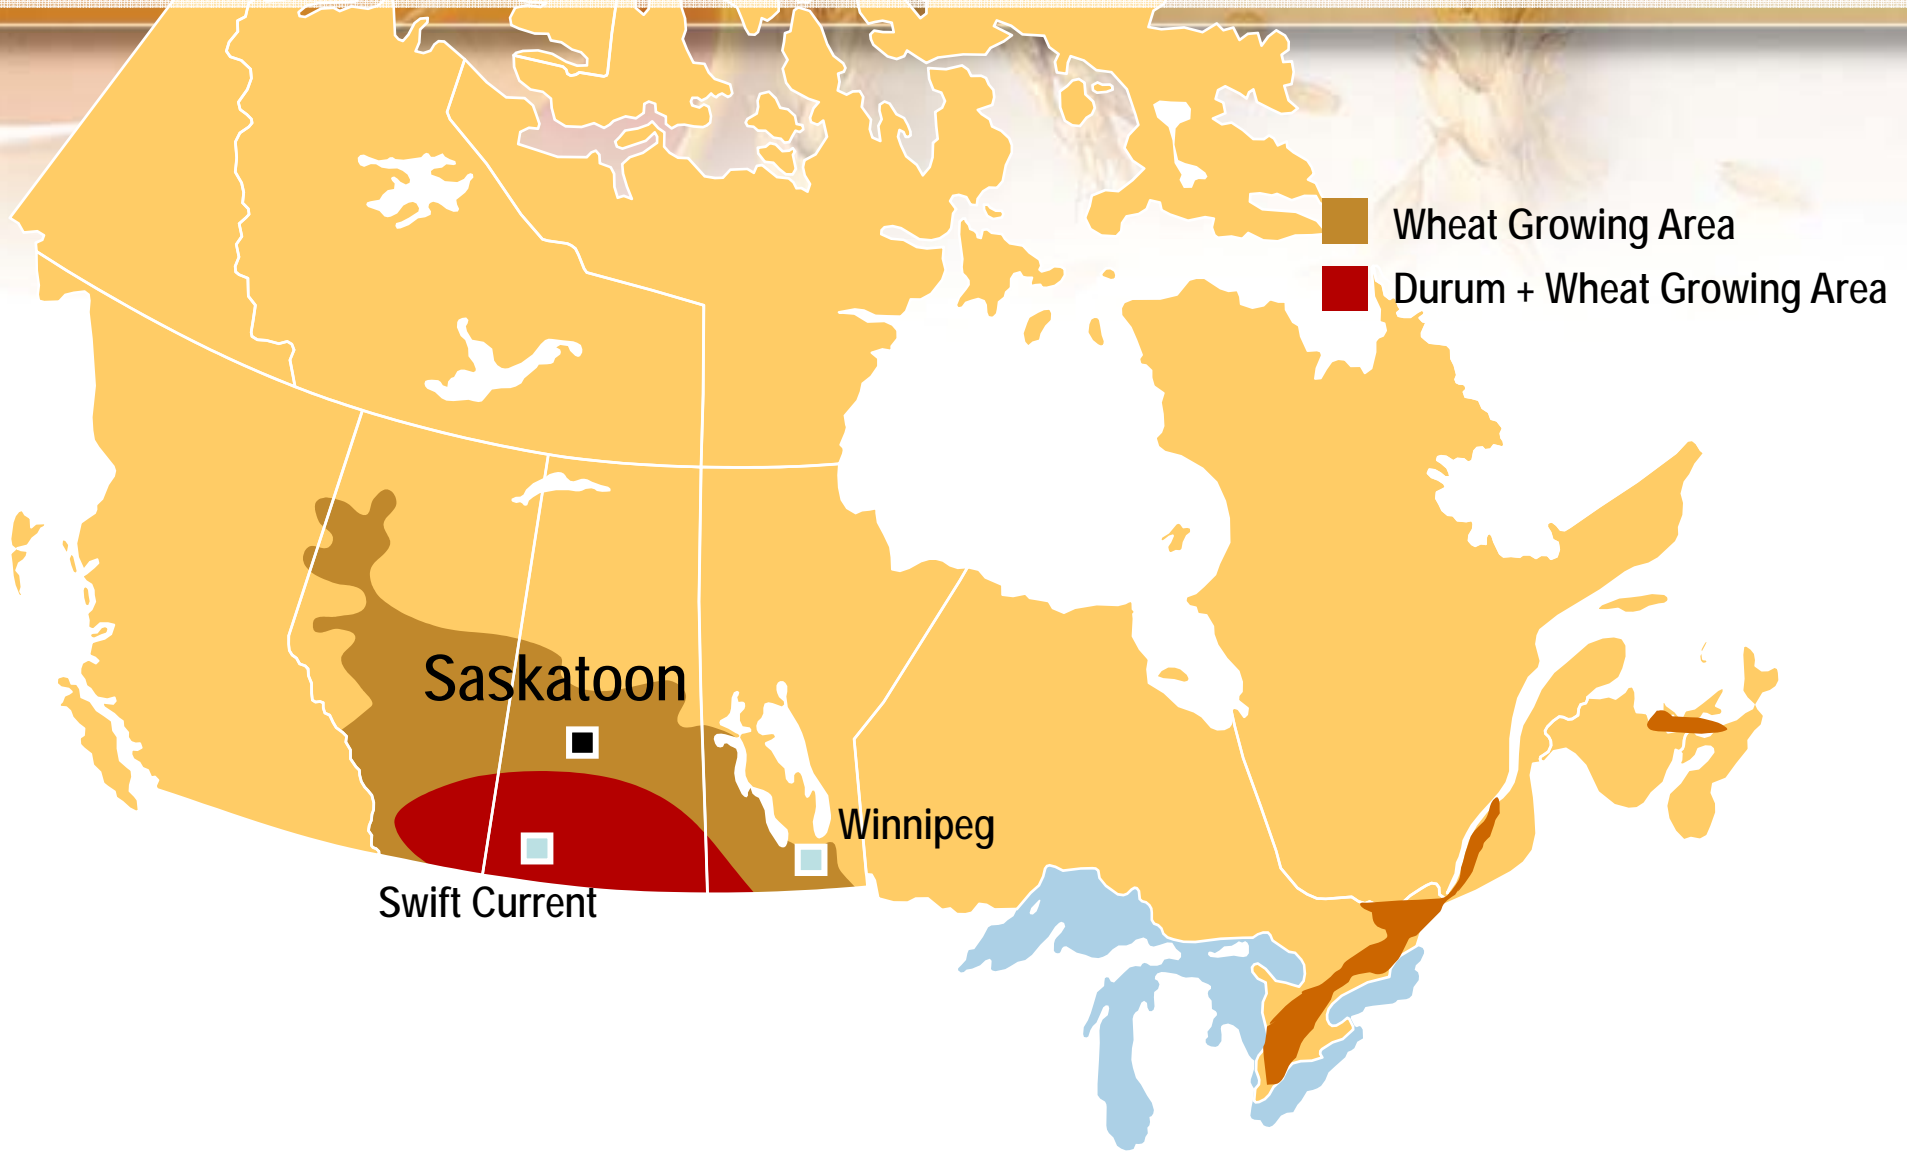 Wheat Growing Area
Durum + Wheat Growing Area
Saskatoon
Winnipeg
Swift Current